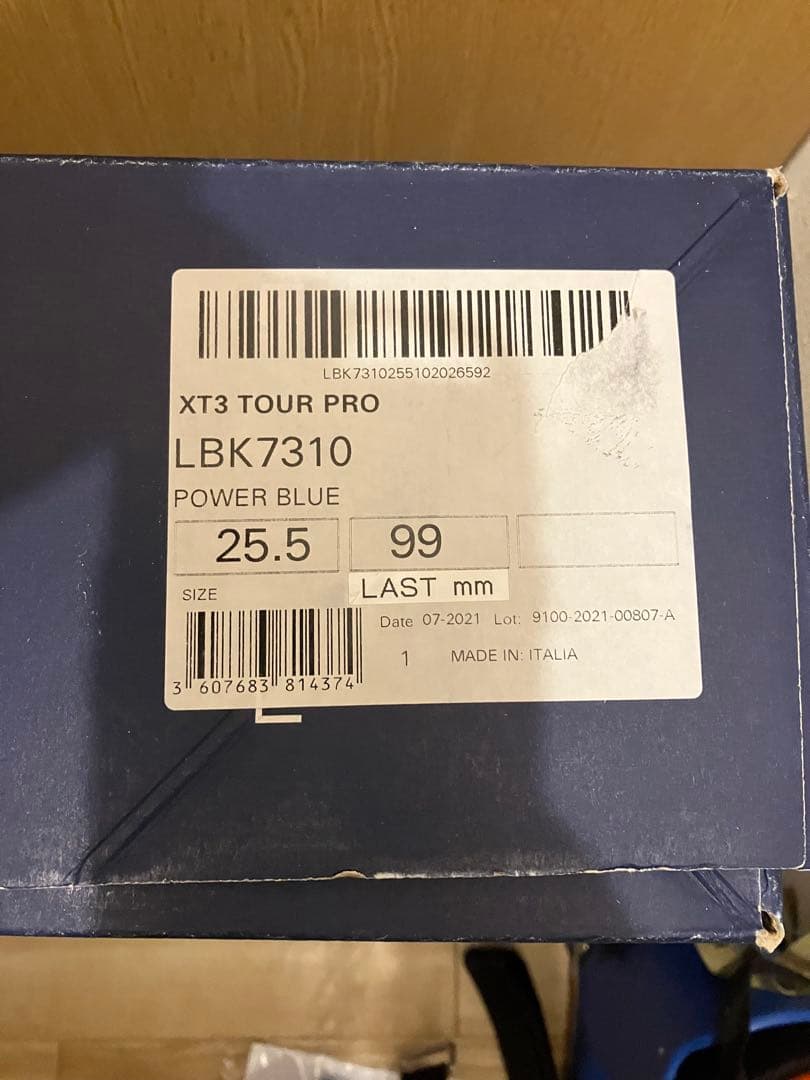 LBK7310255102026592
XT3 TOUR PRO
LBK7310
POWER BLUE
25.5 99
SIZE LAST mm
Date 07-2021 Lot: 9100-2021-00807-A
1 MADE IN: ITALIA
3 607683 814374